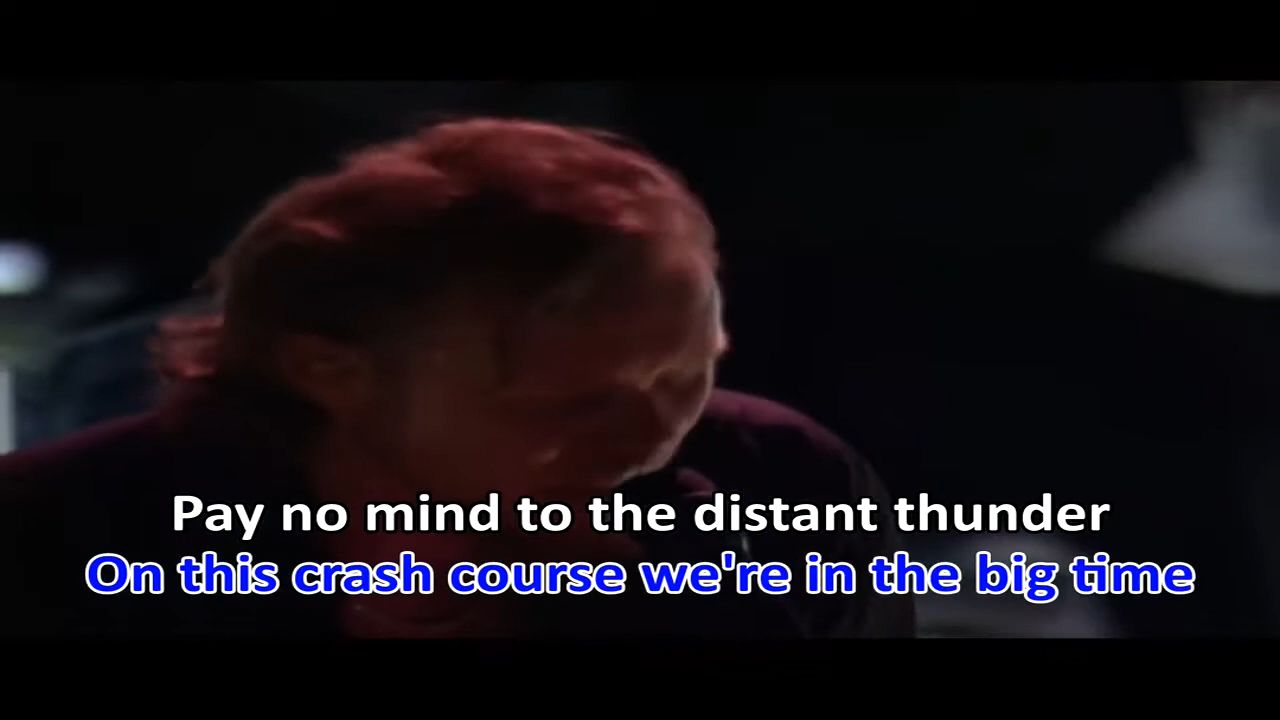 Pay no mind to the distant thunder
On this crash course we're in the big time